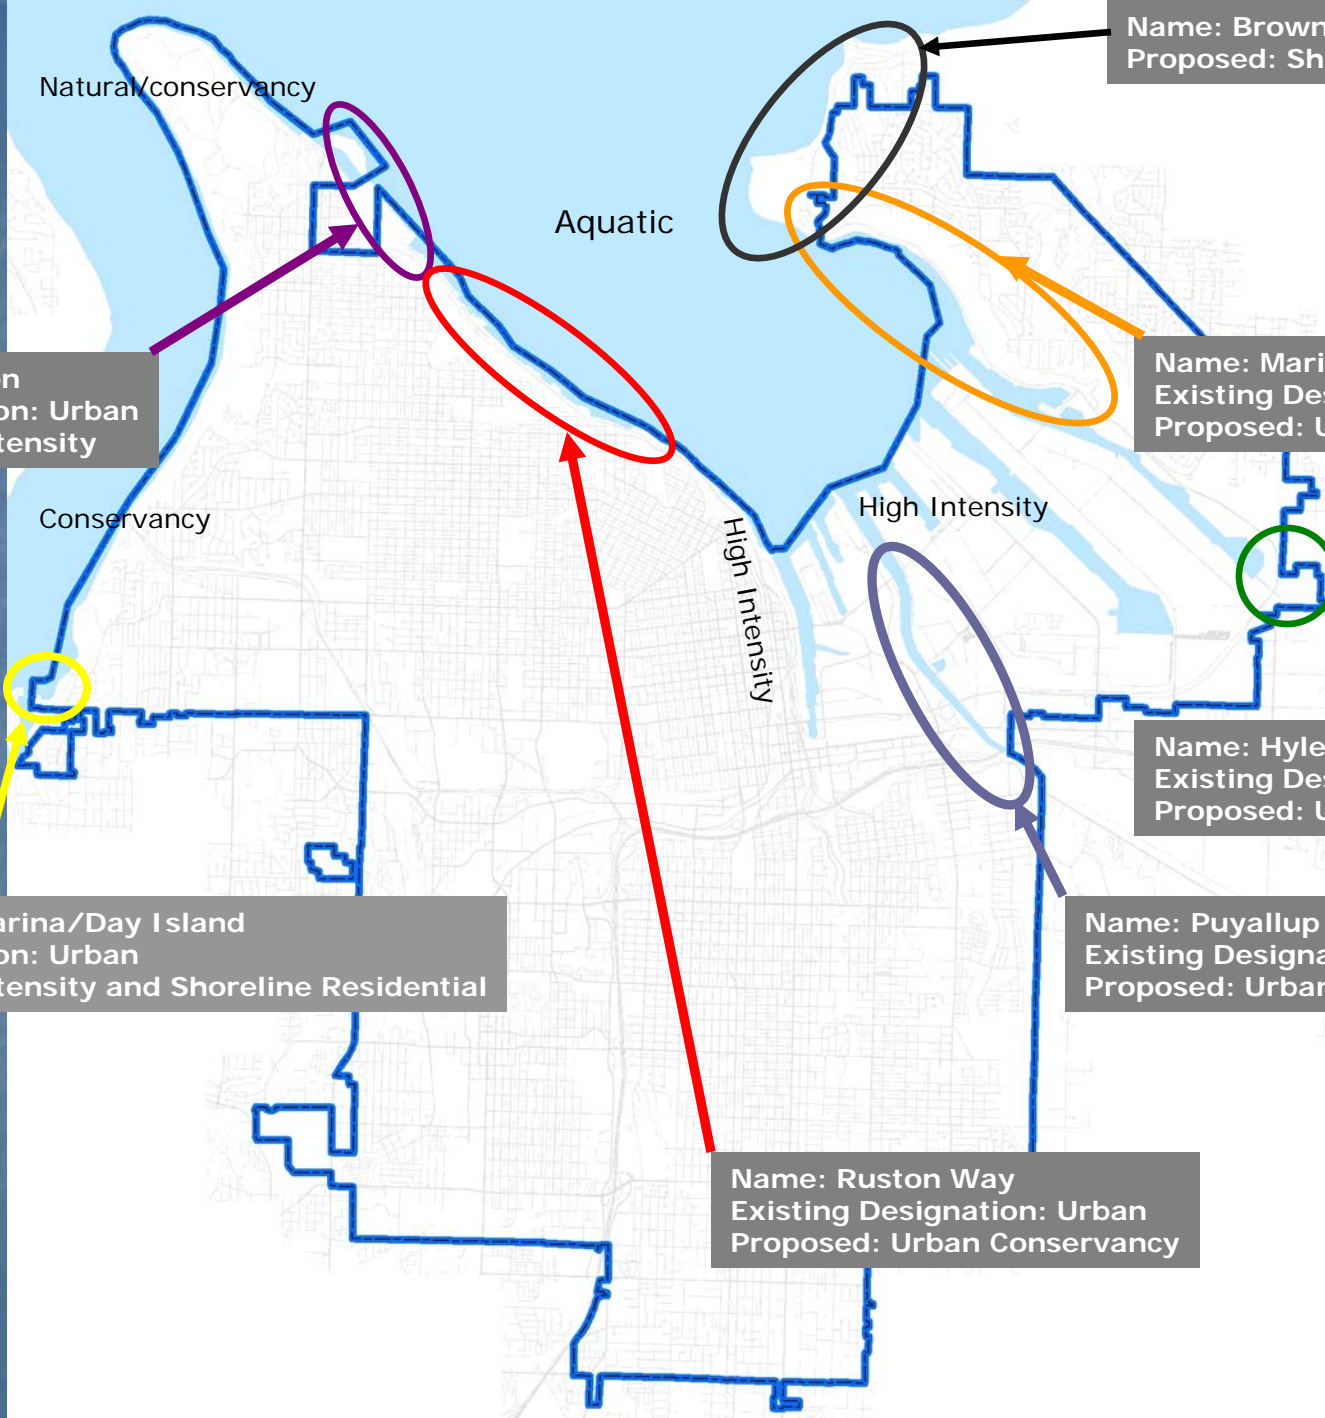 Name: Brown
Proposed: Sh
Natural/conservancy
Aquatic
on
on: Urban
tensity
Name: Mari
Existing Des
Proposed: U
Conservancy
High Intensity
High Intensity
Name: Hyle
Existing Des
Proposed: U
arina/Day Island
on: Urban
tensity and Shoreline Residential
Name: Puyallup
Existing Designa
Proposed: Urban
Name: Ruston Way
Existing Designation: Urban
Proposed: Urban Conservancy